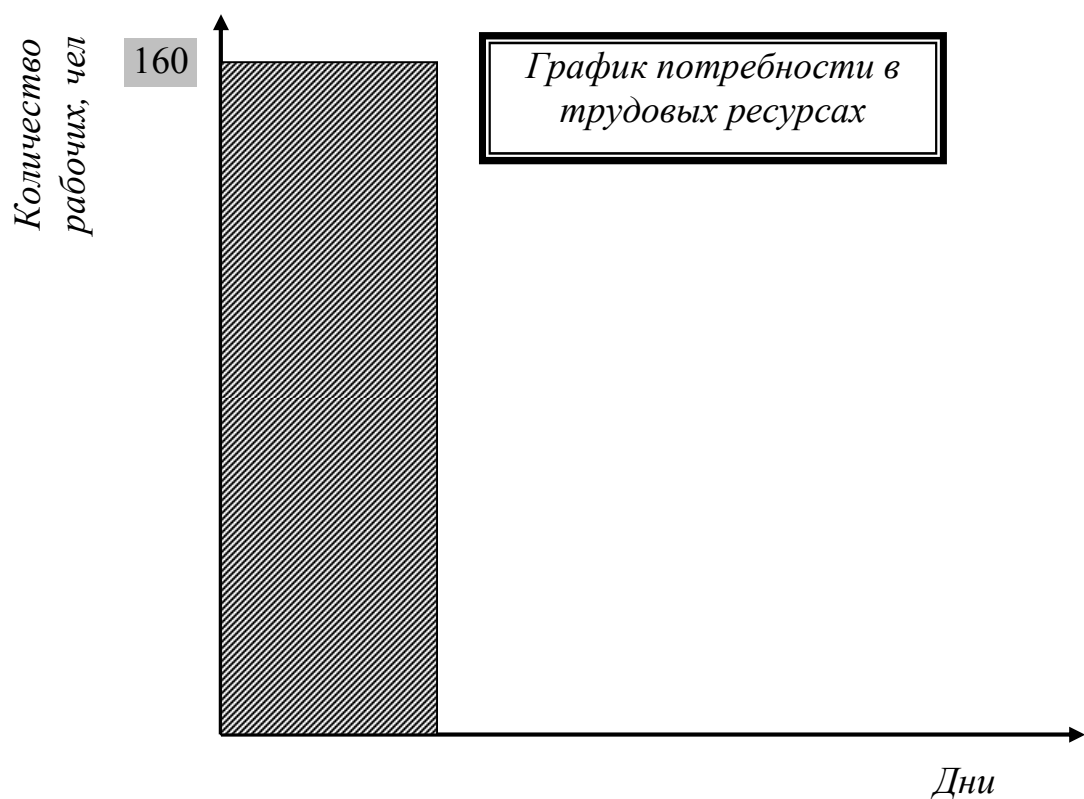 Количество
рабочих, чел
160
График потребности в
трудовых ресурсах
Дни